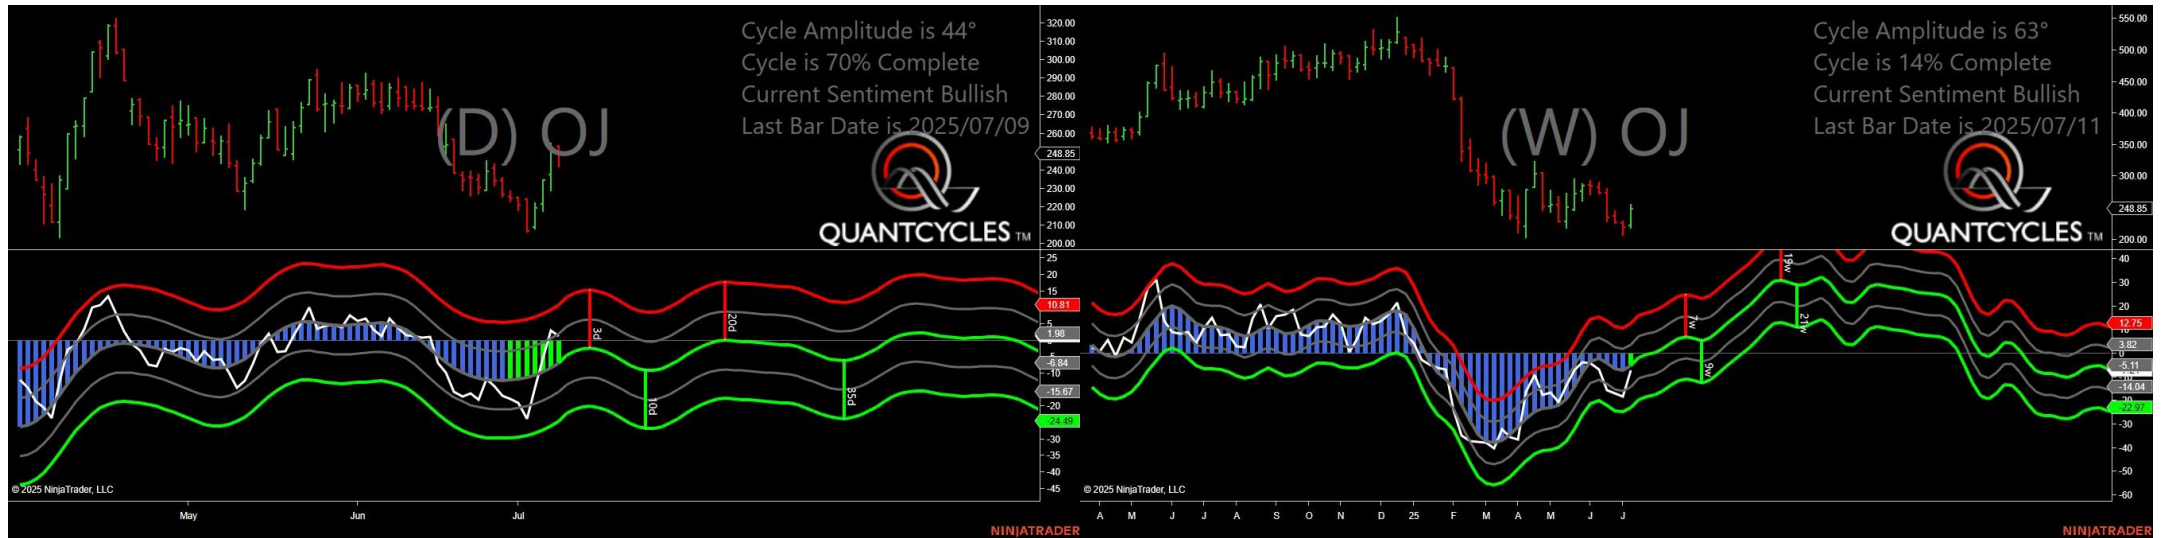 Cycle Amplitude is 44°
Cycle is 70% Complete
Current Sentiment Bullish
Last Bar Date is 2025/07/09
(D) OJ
QUANTCYCLES TM
320.00
310.00
300.00
290.00
280.00
270.00
260.00
248.85
240.00
230.00
220.00
210.00
200.00
25
20
15
10.81
5
1.98
-6.84
-10
-15.67
-20
-24.49
-30
-35
-40
-45
3d
20d
10d
85d
© 2025 NinjaTrader, LLC
May
Jun
Jul
NINJATRADER
Cycle Amplitude is 63°
Cycle is 14% Complete
Current Sentiment Bullish
Last Bar Date is 2025/07/11
(W) OJ
QUANTCYCLES TM
550.00
500.00
450.00
400.00
350.00
300.00
248.85
200.00
40
30
20
12.75
3.82
0
-5.11
-14.04
-22.97
-30
-40
-50
-60
19w
21w
7w
9w
© 2025 NinjaTrader, LLC
A M J J A S O N D 25 F M A M J J
NINJATRADER